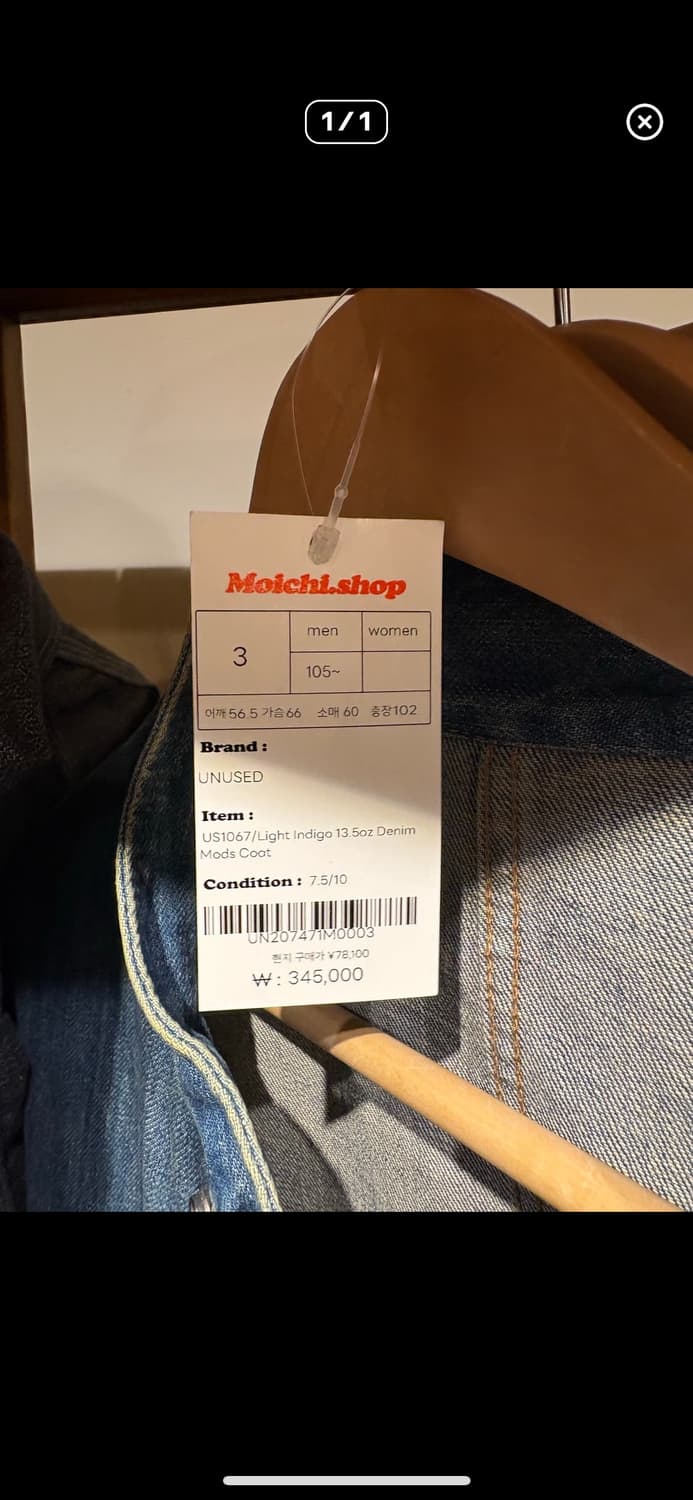 1/1
Moichi.shop
3
men
women
105~
어깨 56.5 가슴 66 소매 60 총장 102
Brand :
UNUSED
Item :
US1067/Light Indigo 13.5oz Denim
Mods Coat
Condition : 7.5/10
UN207471M0003
현지 구매가 ¥78,100
₩ : 345,000